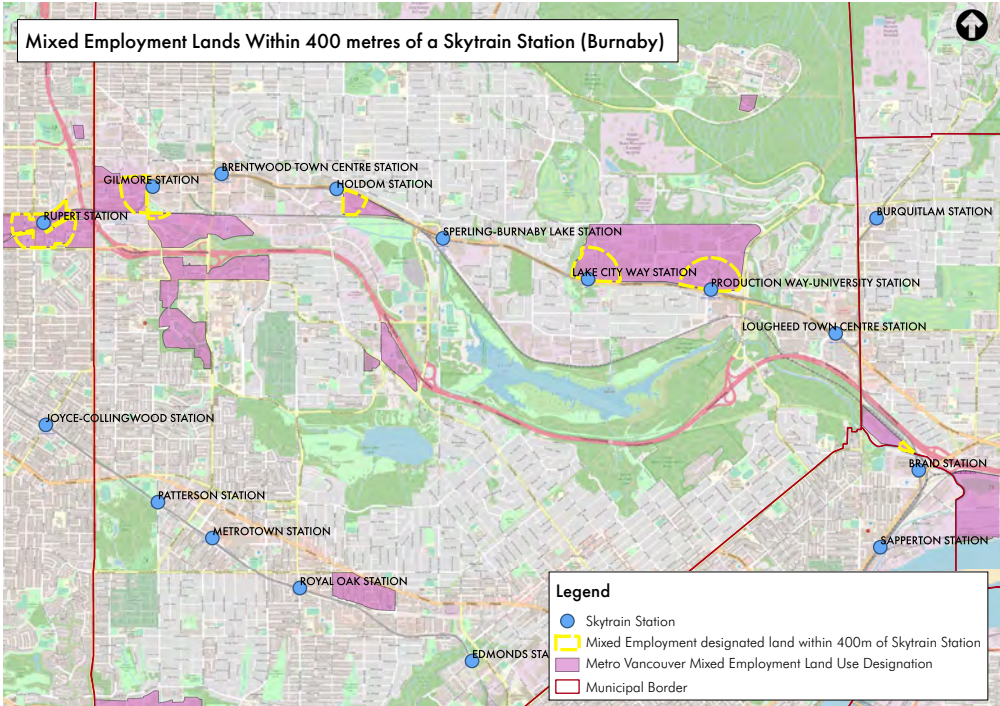 Mixed Employment Lands Within 400 metres of a Skytrain Station (Burnaby)
BRENTWOOD TOWN CENTRE STATION
GILMORE STATION
HOLDOM STATION
RUPERT STATION
BURQUITLAM STATION
SPERLING-BURNABY LAKE STATION
LAKE CITY WAY STATION
PRODUCTION WAY-UNIVERSITY STATION
LOUGHEED TOWN CENTRE STATION
JOYCE-COLLINGWOOD STATION
BRAID STATION
PATTERSON STATION
METROTOWN STATION
SAPPERTON STATION
ROYAL OAK STATION
EDMONDS STA
Legend
Skytrain Station
Mixed Employment designated land within 400m of Skytrain Station
Metro Vancouver Mixed Employment Land Use Designation
Municipal Border